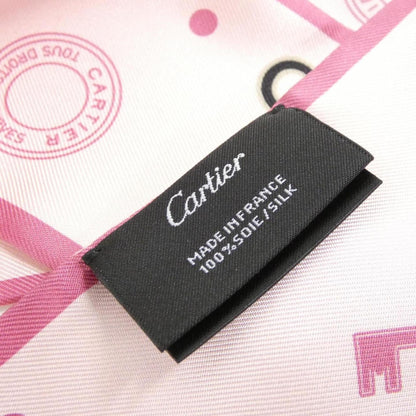 TOUS DROITS
CARTIER
Cartier
MADE IN FRANCE
100% SOIE / SILK